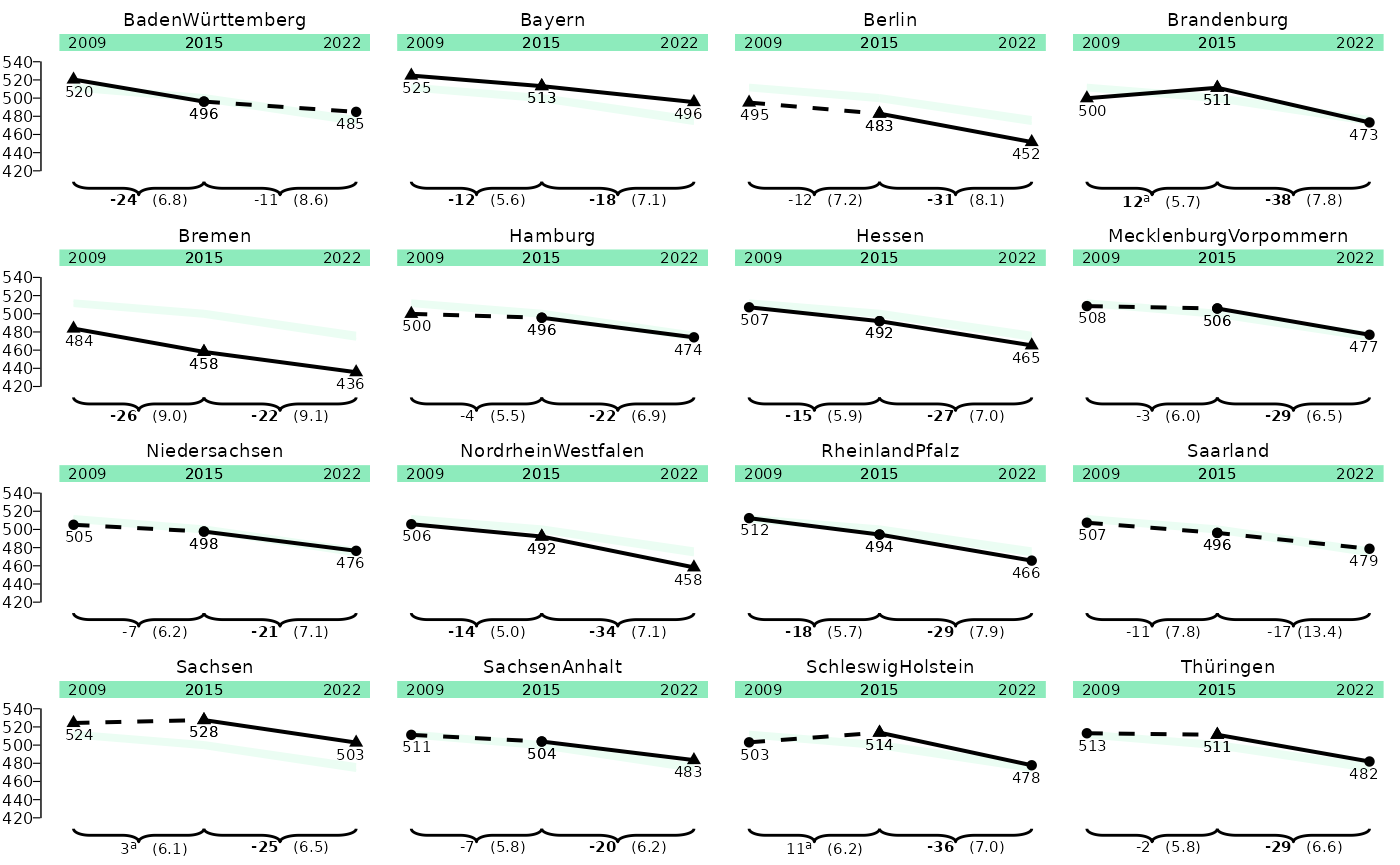 BadenWürttemberg Bayern Berlin Brandenburg
2009 2015 2022 2009 2015 2022 2009 2015 2022 2009 2015 2022
540
520
500
480
460
440
420
520 496 485 525 513 496 495 483 452 500 511 473
-24 (6.8) -11 (8.6) -12 (5.6) -18 (7.1) -12 (7.2) -31 (8.1) 12ª (5.7) -38 (7.8)
Bremen Hamburg Hessen MecklenburgVorpommern
2009 2015 2022 2009 2015 2022 2009 2015 2022 2009 2015 2022
540
520
500
480
460
440
420
484 458 436 500 496 474 507 492 465 508 506 477
-26 (9.0) -22 (9.1) -4 (5.5) -22 (6.9) -15 (5.9) -27 (7.0) -3 (6.0) -29 (6.5)
Niedersachsen NordrheinWestfalen RheinlandPfalz Saarland
2009 2015 2022 2009 2015 2022 2009 2015 2022 2009 2015 2022
540
520
500
480
460
440
420
505 498 476 506 492 458 512 494 466 507 496 479
-7 (6.2) -21 (7.1) -14 (5.0) -34 (7.1) -18 (5.7) -29 (7.9) -11 (7.8) -17 (13.4)
Sachsen SachsenAnhalt SchleswigHolstein Thüringen
2009 2015 2022 2009 2015 2022 2009 2015 2022 2009 2015 2022
540
520
500
480
460
440
420
524 528 503 511 504 483 503 514 478 513 511 482
3ª (6.1) -25 (6.5) -7 (5.8) -20 (6.2) 11ª (6.2) -36 (7.0) -2 (5.8) -29 (6.6)